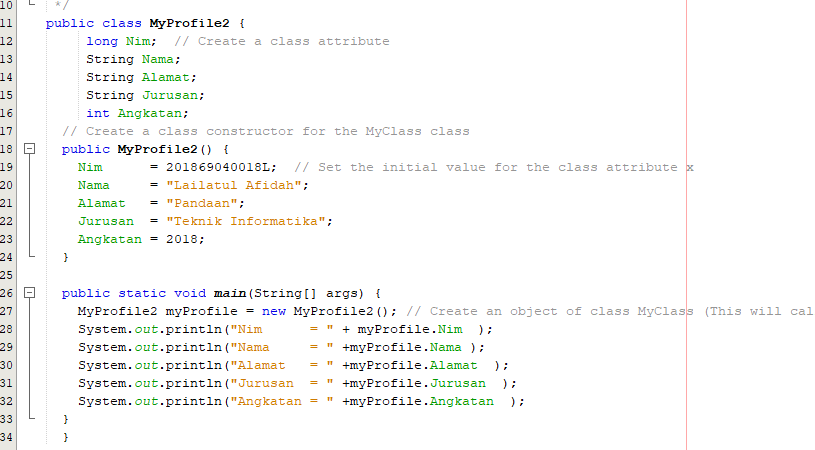 10 */
11 public class MyProfile2 {
12 long Nim;  // Create a class attribute
13 String Nama;
14 String Alamat;
15 String Jurusan;
16 int Angkatan;
17 // Create a class constructor for the MyClass class
18 public MyProfile2() {
19 Nim      = 201869040018L;  // Set the initial value for the class attribute x
20 Nama     = "Lailatul Afidah";
21 Alamat   = "Pandaan";
22 Jurusan  = "Teknik Informatika";
23 Angkatan = 2018;
24 }
25
26 public static void main(String[] args) {
27 MyProfile2 myProfile = new MyProfile2(); // Create an object of class MyClass (This will cal
28 System.out.println("Nim      = " + myProfile.Nim  );
29 System.out.println("Nama     = " +myProfile.Nama );
30 System.out.println("Alamat   = " +myProfile.Alamat  );
31 System.out.println("Jurusan  = " +myProfile.Jurusan  );
32 System.out.println("Angkatan = " +myProfile.Angkatan  );
33 }
34 }